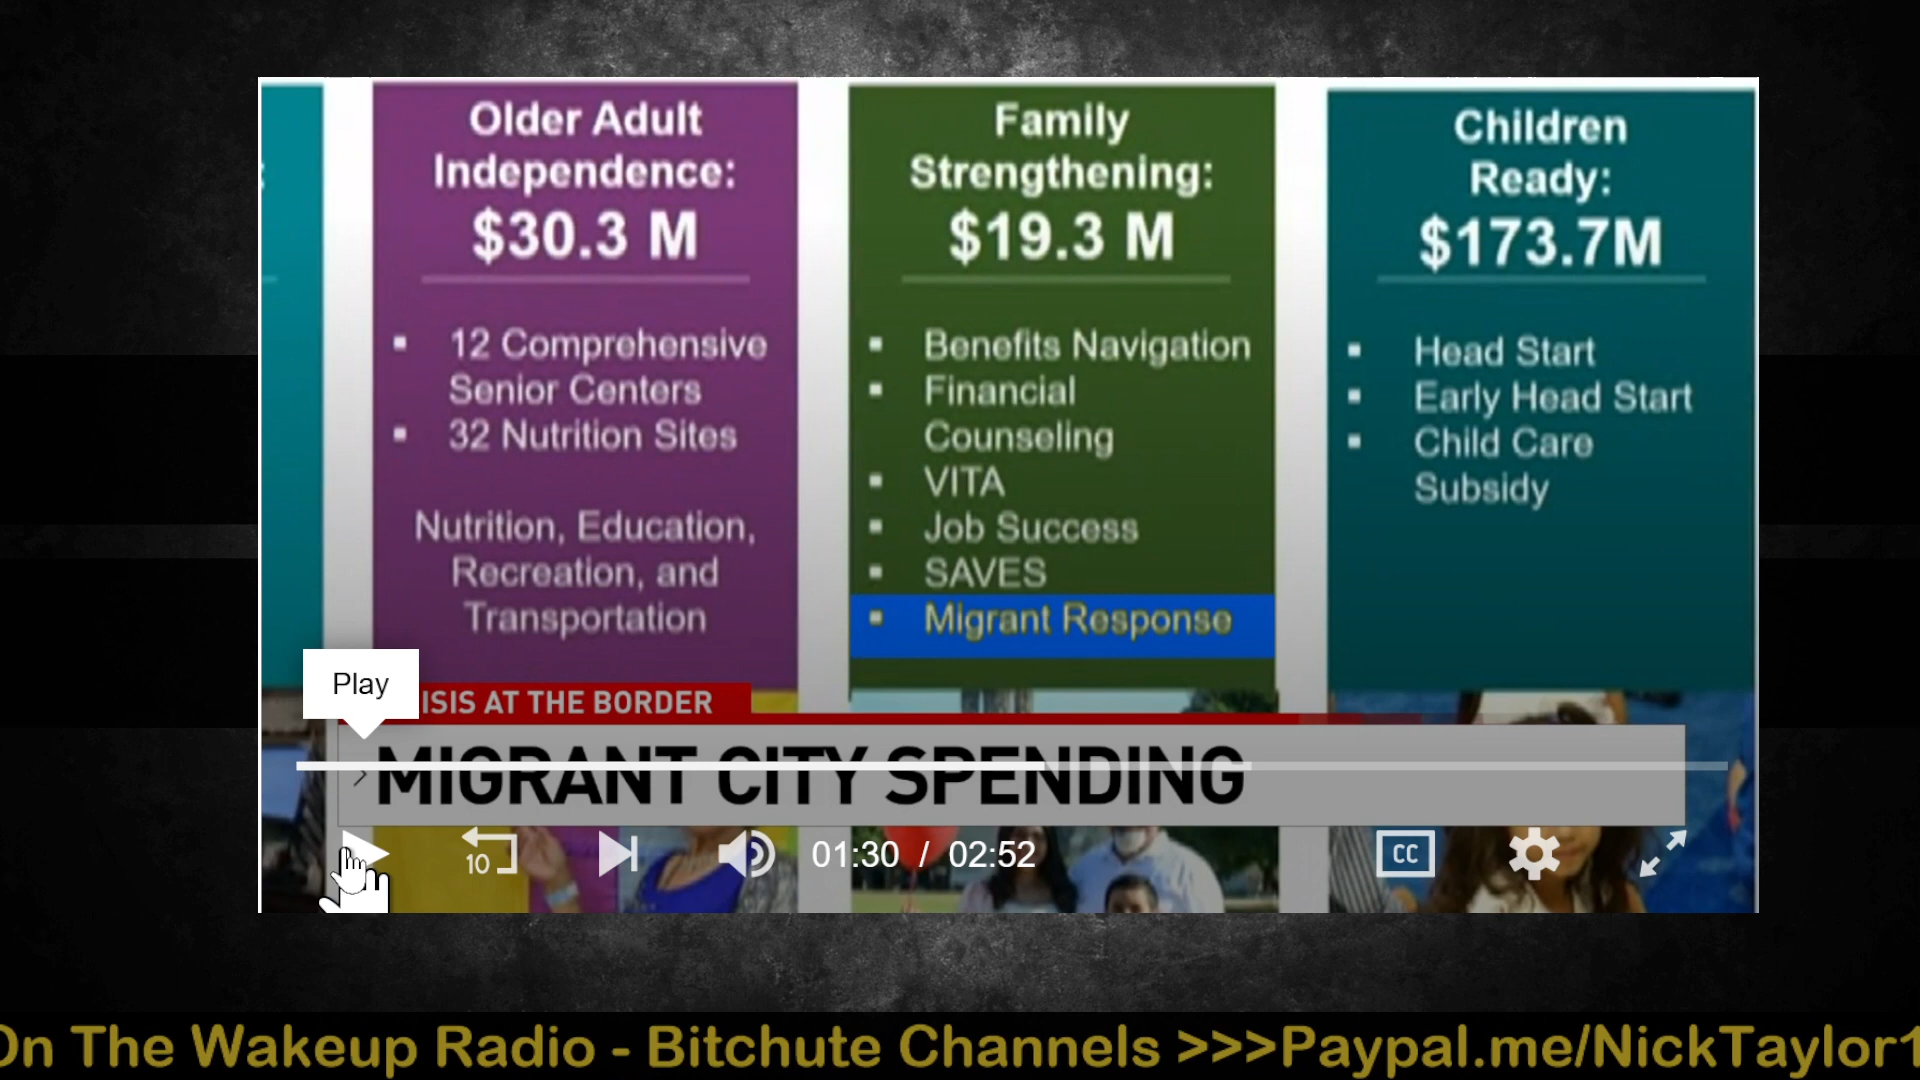 Older Adult
Independence:
$30.3 M
▪ 12 Comprehensive
Senior Centers
▪ 32 Nutrition Sites
Nutrition, Education,
Recreation, and
Transportation
Family
Strengthening:
$19.3 M
▪ Benefits Navigation
▪ Financial
Counseling
▪ VITA
▪ Job Success
▪ SAVES
▪ Migrant Response
Children
Ready:
$173.7M
▪ Head Start
▪ Early Head Start
▪ Child Care
Subsidy
Play
ISIS AT THE BORDER
MIGRANT CITY SPENDING
10
01:30 / 02:52
CC
On The Wakeup Radio - Bitchute Channels >>>Paypal.me/NickTaylor1